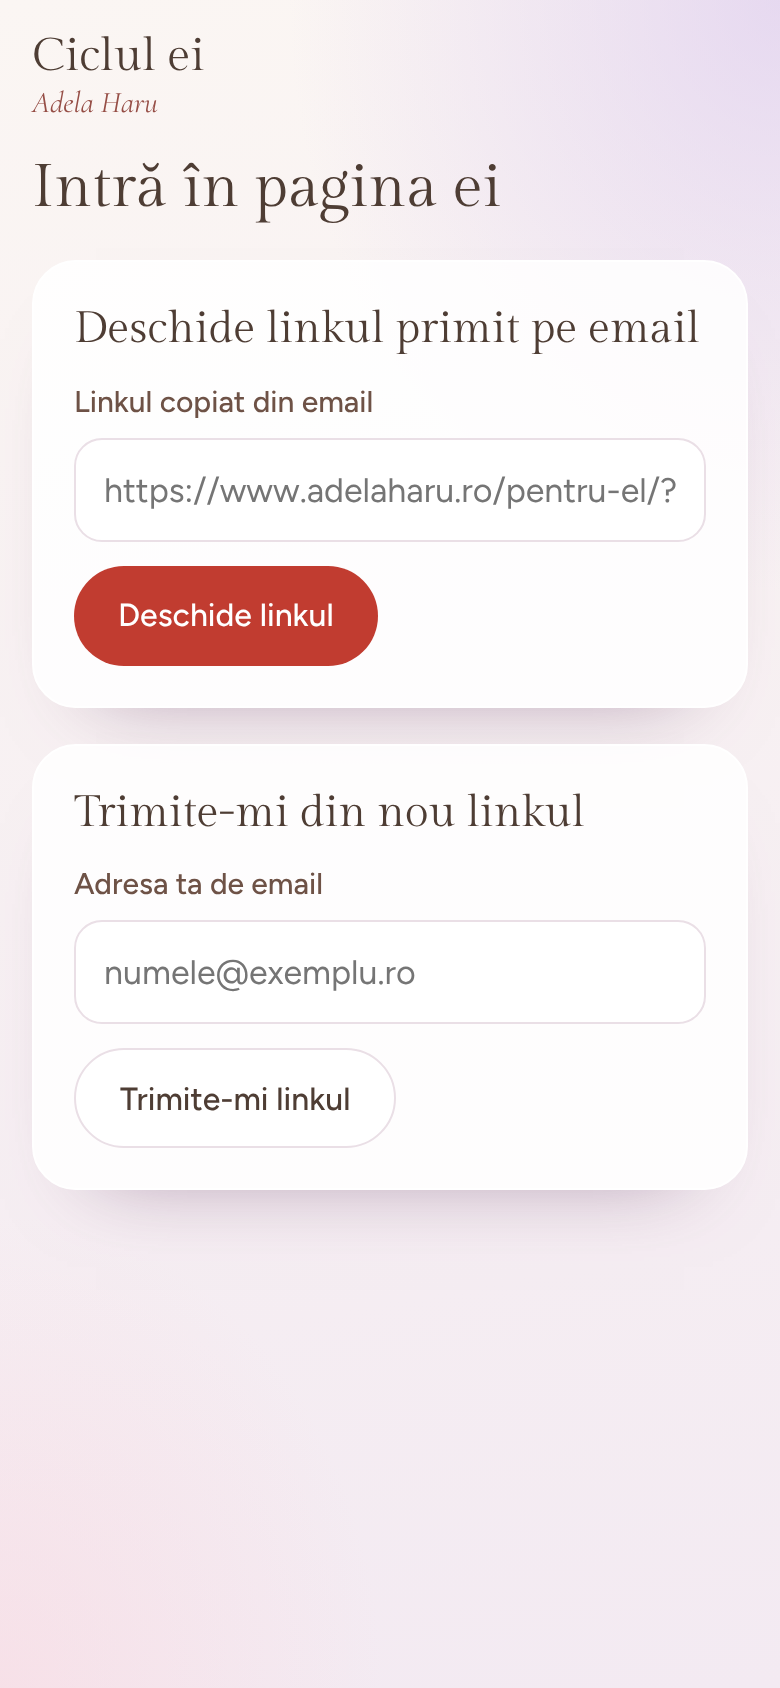 Ciclul ei
Adela Haru
Intră în pagina ei
Deschide linkul primit pe email
Linkul copiat din email
https://www.adelaharu.ro/pentru-el/?
Deschide linkul
Trimite-mi din nou linkul
Adresa ta de email
numele@exemplu.ro
Trimite-mi linkul